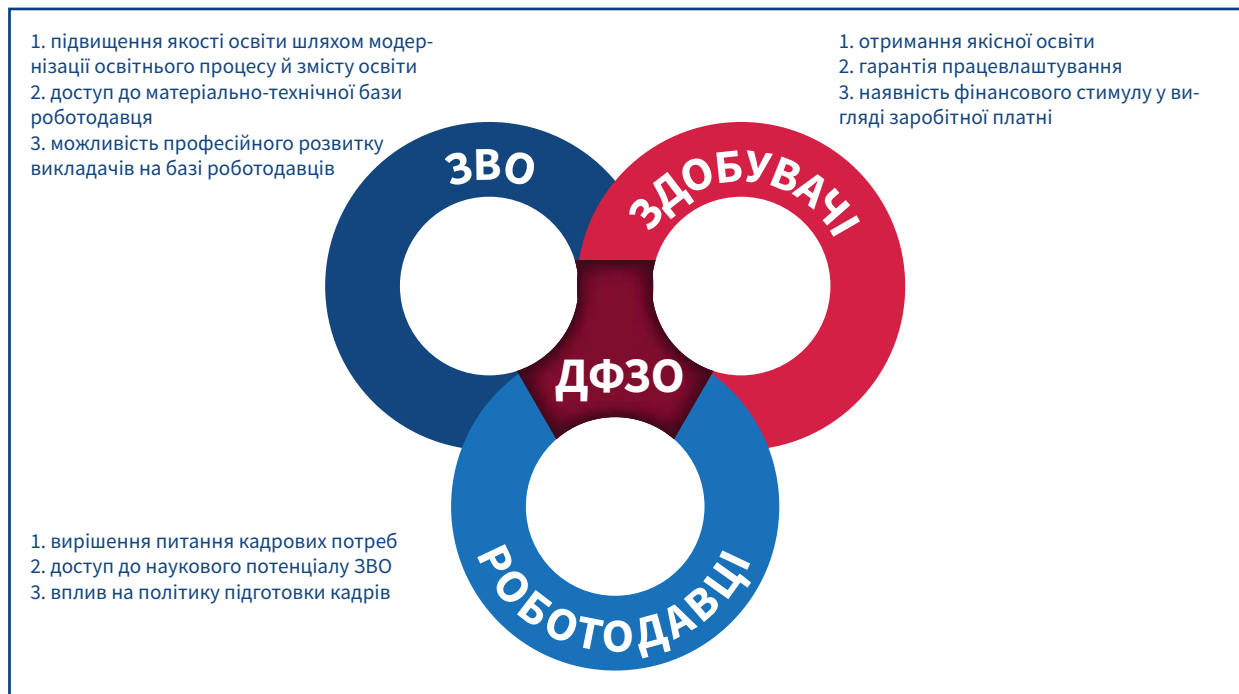 1. підвищення якості освіти шляхом модер-
нізації освітнього процесу й змісту освіти
2. доступ до матеріально-технічної бази
роботодавця
3. можливість професійного розвитку
викладачів на базі роботодавців
1. отримання якісної освіти
2. гарантія працевлаштування
3. наявність фінансового стимулу у ви-
гляді заробітної платні
ЗВО
ЗДОБУВАЧІ
ДФЗО
РОБОТОДАВЦІ
1. вирішення питання кадрових потреб
2. доступ до наукового потенціалу ЗВО
3. вплив на політику підготовки кадрів